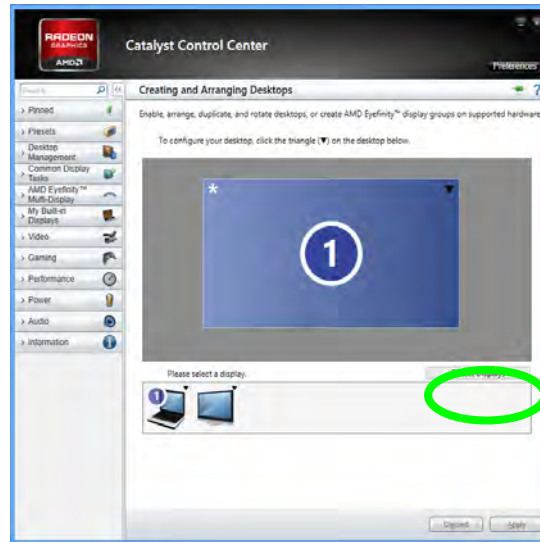 RADEON
GRAPHICS
AMD
Catalyst Control Center
Preferences
Search
Creating and Arranging Desktops
?
Enable, arrange, duplicate, and rotate desktops, or create AMD Eyefinity™ display groups on supported hardware
To configure your desktop, click the triangle (▼) on the desktop below.
Pinned
Presets
Desktop
Management
Common Display
Tasks
AMD Eyefinity™
Multi-Display
My Built-in
Displays
Video
Gaming
Performance
Power
Audio
Information
*
1
Please select a display.
1
Discard
Apply